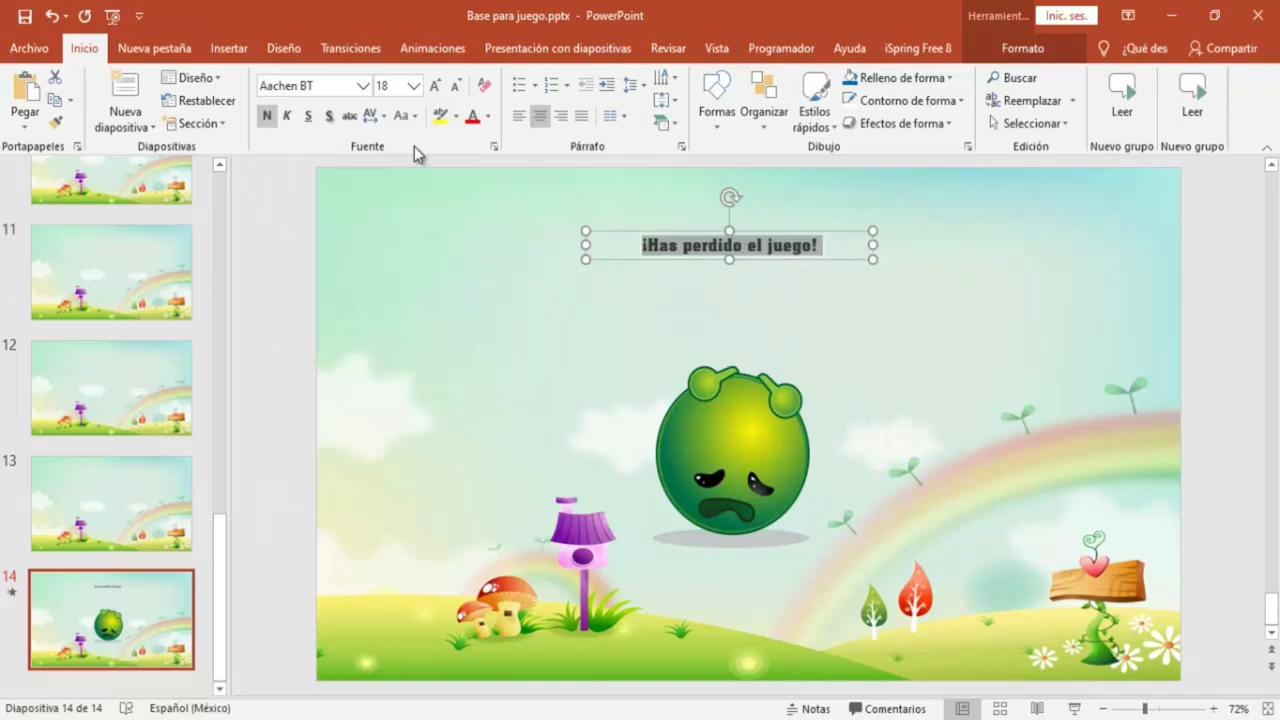 Base para juego.pptx - PowerPoint
Herramient...
Inic. ses.
Archivo
Inicio
Nueva pestaña
Insertar
Diseño
Transiciones
Animaciones
Presentación con diapositivas
Revisar
Vista
Programador
Ayuda
iSpring Free 8
Formato
¿Qué des
Compartir
Pegar
Portapapeles
Nueva
diapositiva
Diseño
Restablecer
Sección
Diapositivas
Aachen BT
18
N K S S abc AV Aa A
Fuente
Párrafo
Formas
Organizar
Estilos
rápidos
Relleno de forma
Contorno de forma
Efectos de forma
Dibujo
Buscar
Reemplazar
Seleccionar
Edición
Leer
Nuevo grupo
Leer
Nuevo grupo
11
12
13
14
¡Has perdido el juego!
Diapositiva 14 de 14
Español (México)
Notas
Comentarios
72%